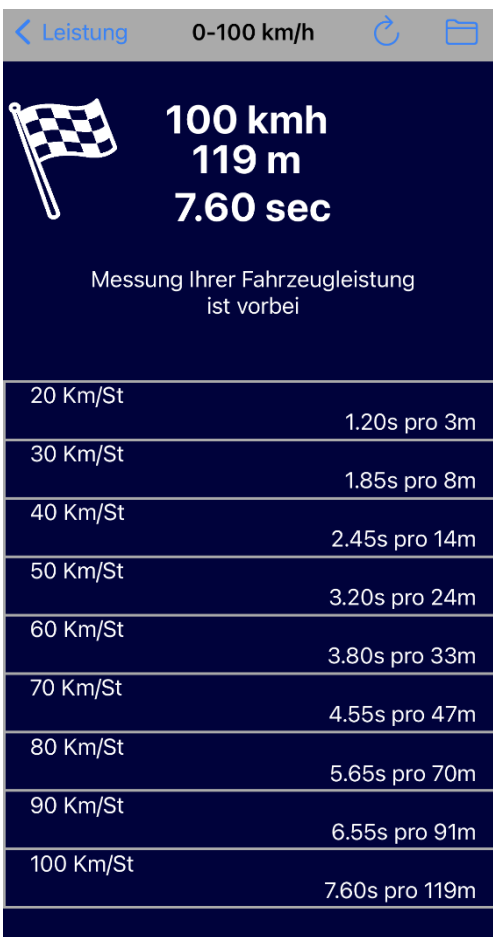 Leistung 0-100 km/h
100 kmh
119 m
7.60 sec
Messung Ihrer Fahrzeugleistung
ist vorbei
20 Km/St
1.20s pro 3m
30 Km/St
1.85s pro 8m
40 Km/St
2.45s pro 14m
50 Km/St
3.20s pro 24m
60 Km/St
3.80s pro 33m
70 Km/St
4.55s pro 47m
80 Km/St
5.65s pro 70m
90 Km/St
6.55s pro 91m
100 Km/St
7.60s pro 119m